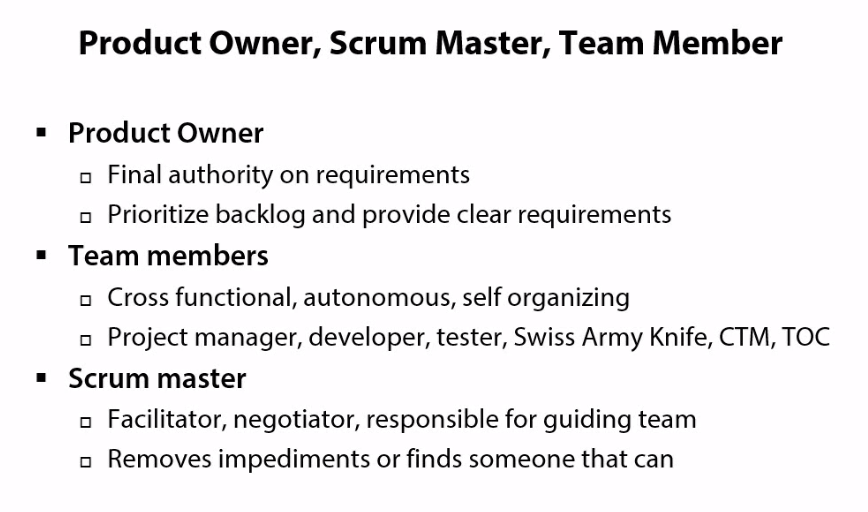 Product Owner, Scrum Master, Team Member
▪ Product Owner
▫ Final authority on requirements
▫ Prioritize backlog and provide clear requirements
▪ Team members
▫ Cross functional, autonomous, self organizing
▫ Project manager, developer, tester, Swiss Army Knife, CTM, TOC
▪ Scrum master
▫ Facilitator, negotiator, responsible for guiding team
▫ Removes impediments or finds someone that can